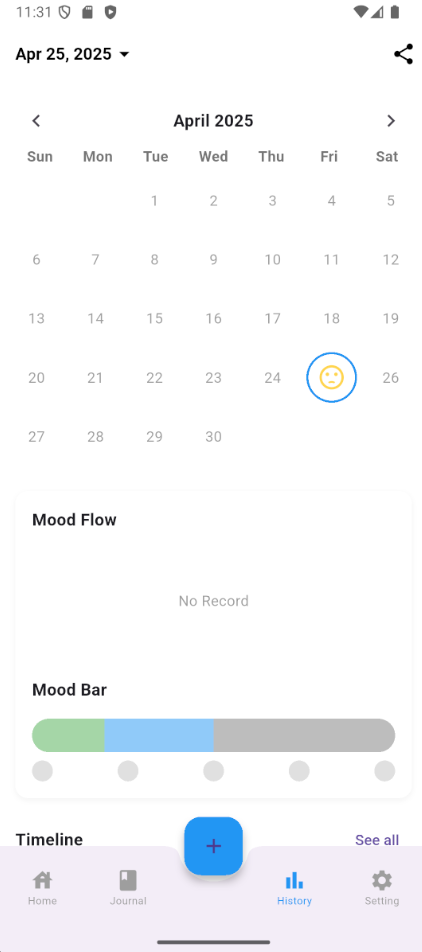 11:31
Apr 25, 2025
April 2025
Sun Mon Tue Wed Thu Fri Sat
1 2 3 4 5
6 7 8 9 10 11 12
13 14 15 16 17 18 19
20 21 22 23 24 26
27 28 29 30
Mood Flow
No Record
Mood Bar
Timeline See all
+
Home Journal History Setting